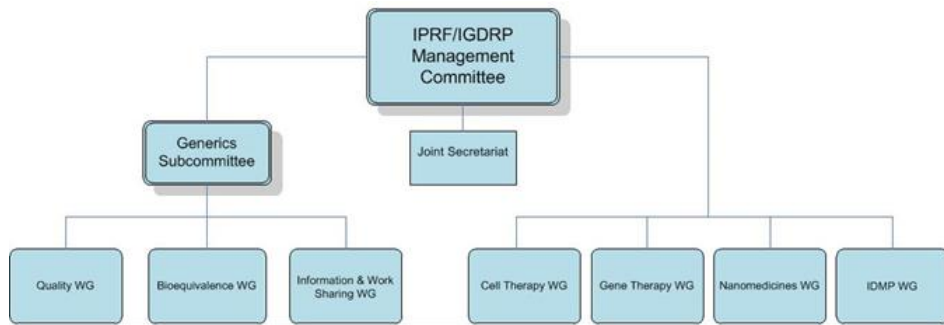 IPRF/IGDRP
Management
Committee
Generics
Subcommittee
Joint Secretariat
Quality WG
Bioequivalence WG
Information & Work
Sharing WG
Cell Therapy WG
Gene Therapy WG
Nanomedicines WG
IDMP WG